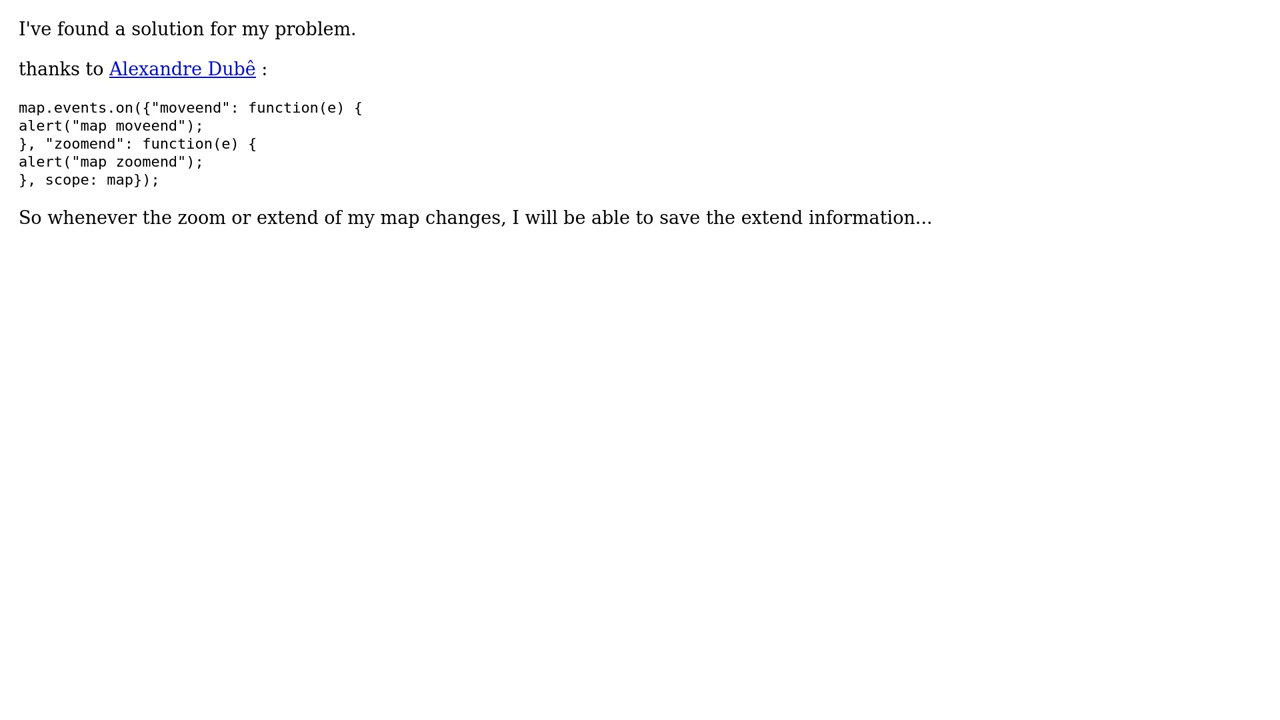 I've found a solution for my problem.
thanks to Alexandre Dubê :
map.events.on({"moveend": function(e) {
alert("map moveend");
}, "zoomend": function(e) {
alert("map zoomend");
}, scope: map});
So whenever the zoom or extend of my map changes, I will be able to save the extend information...